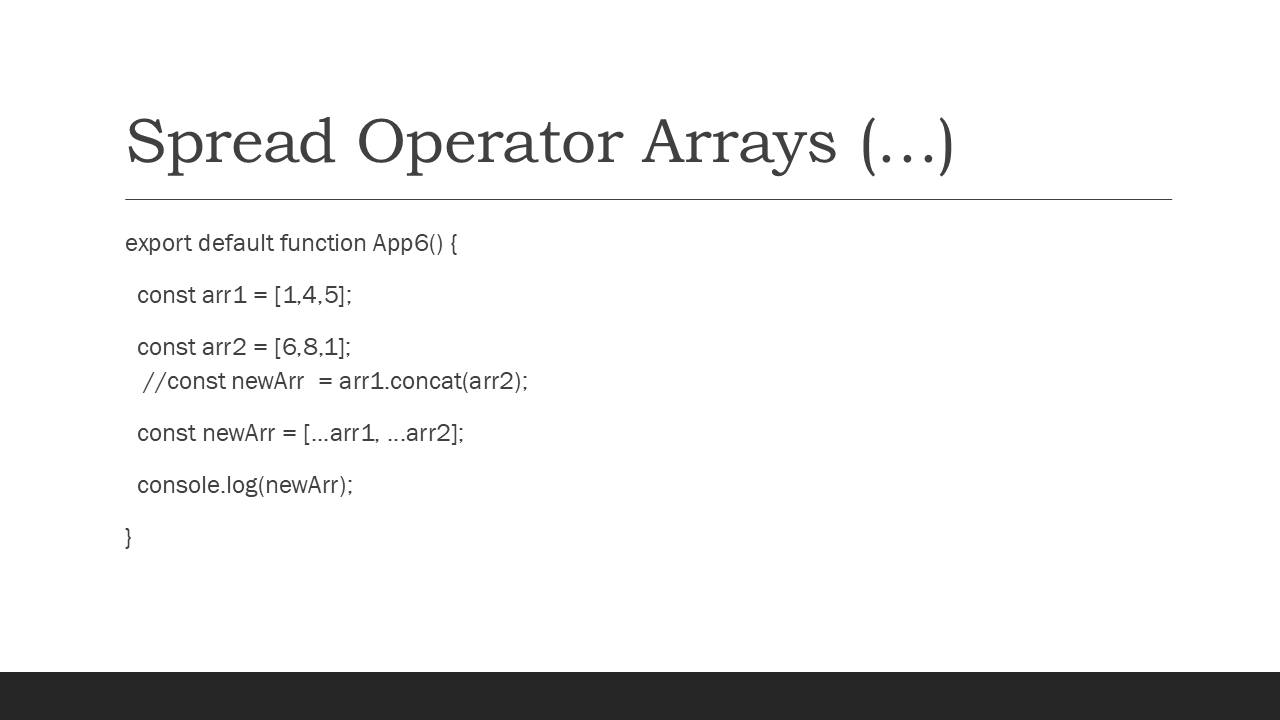 Spread Operator Arrays (…)
export default function App6() {
const arr1 = [1,4,5];
const arr2 = [6,8,1];
//const newArr  = arr1.concat(arr2);
const newArr = [...arr1, ...arr2];
console.log(newArr);
}